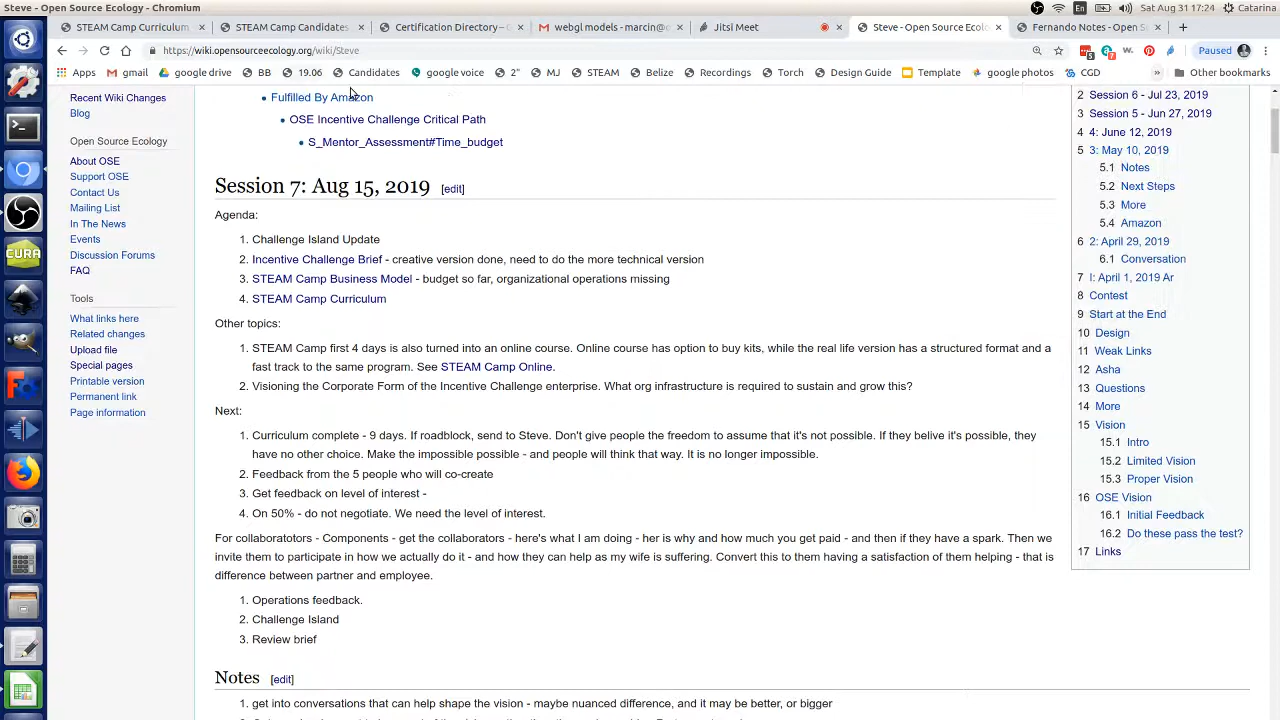 Steve - Open Source Ecology - Chromium
En
Sat Aug 31 17:24
Catarina
STEAM Camp Curriculum
STEAM Camp Candidates
Certification Directory – G
webgl models - marcin@
Jitsi Meet
Steve - Open Source Ecolo
Fernando Notes - Open S
https://wiki.opensourceecology.org/wiki/Steve
Paused
Apps
gmail
google drive
BB
19.06
Candidates
google voice
2"
MJ
STEAM
Belize
Recordings
Torch
Design Guide
Template
google photos
CGD
»
Other bookmarks
Recent Wiki Changes
Blog
Open Source Ecology
About OSE
Support OSE
Contact Us
Mailing List
In The News
Events
Discussion Forums
FAQ
Tools
What links here
Related changes
Upload file
Special pages
Printable version
Permanent link
Page information
Fulfilled By Amazon
OSE Incentive Challenge Critical Path
S_Mentor_Assessment#Time_budget
Session 7: Aug 15, 2019 [edit]
Agenda:
1. Challenge Island Update
2. Incentive Challenge Brief - creative version done, need to do the more technical version
3. STEAM Camp Business Model - budget so far, organizational operations missing
4. STEAM Camp Curriculum
Other topics:
1. STEAM Camp first 4 days is also turned into an online course. Online course has option to buy kits, while the real life version has a structured format and a
fast track to the same program. See STEAM Camp Online.
2. Visioning the Corporate Form of the Incentive Challenge enterprise. What org infrastructure is required to sustain and grow this?
Next:
1. Curriculum complete - 9 days. If roadblock, send to Steve. Don't give people the freedom to assume that it's not possible. If they belive it's possible, they
have no other choice. Make the impossible possible - and people will think that way. It is no longer impossible.
2. Feedback from the 5 people who will co-create
3. Get feedback on level of interest -
4. On 50% - do not negotiate. We need the level of interest.
For collaboratotors - Components - get the collaborators - here's what I am doing - her is why and how much you get paid - and then if they have a spark. Then we
invite them to participate in how we actually do it - and how they can help as my wife is suffering. Convert this to them having a satisfaction of them helping - that is
difference between partner and employee.
1. Operations feedback.
2. Challenge Island
3. Review brief
Notes [edit]
2 Session 6 - Jul 23, 2019
3 Session 5 - Jun 27, 2019
4 4: June 12, 2019
5 3: May 10, 2019
5.1 Notes
5.2 Next Steps
5.3 More
5.4 Amazon
6 2: April 29, 2019
6.1 Conversation
7 I: April 1, 2019 Ar
8 Contest
9 Start at the End
10 Design
11 Weak Links
12 Asha
13 Questions
14 More
15 Vision
15.1 Intro
15.2 Limited Vision
15.3 Proper Vision
16 OSE Vision
16.1 Initial Feedback
16.2 Do these pass the test?
17 Links
CURA